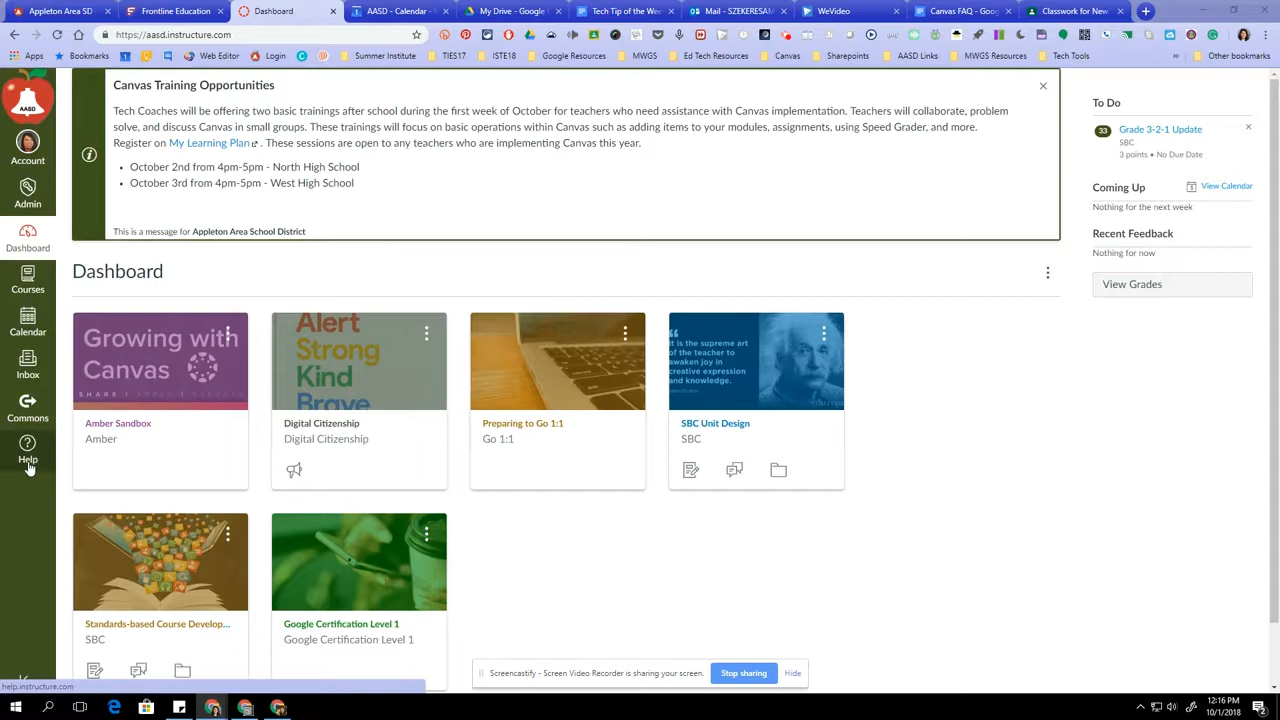 Appleton Area SD
Frontline Education
Dashboard
AASD - Calendar -
My Drive - Google
Tech Tip of the Wee
Mail - SZEKERESAM
WeVideo
Canvas FAQ - Goog
Classwork for New
https://aasd.instructure.com
Apps
My Web Editor
Login
Summer Institute
TIES17
ISTE18
Google Resources
MWGS
Ed Tech Resources
Canvas
Sharepoints
AASD Links
MWGS Resources
Tech Tools
Other bookmarks
AASD
Account
Admin
Dashboard
Courses
Calendar
Inbox
Commons
Help
Canvas Training Opportunities
Tech Coaches will be offering two basic trainings after school during the first week of October for teachers who need assistance with Canvas implementation. Teachers will collaborate, problem
solve, and discuss Canvas in small groups. These trainings will focus on basic operations within Canvas such as adding items to your modules, assignments, using Speed Grader, and more.
Register on My Learning Plan . These sessions are open to any teachers who are implementing Canvas this year.
• October 2nd from 4pm-5pm - North High School
• October 3rd from 4pm-5pm - West High School
This is a message for Appleton Area School District
To Do
33
Grade 3-2-1 Update
SBC
3 points • No Due Date
Coming Up
View Calendar
Nothing for the next week
Recent Feedback
Nothing for now
View Grades
Dashboard
Growing with
Canvas
SHARE |
Amber Sandbox
Amber
Alert
Strong
Kind
Brave
Digital Citizenship
Digital Citizenship
Preparing to Go 1:1
Go 1:1
it is the supreme art
of the teacher to
awaken joy in
creative expression
and knowledge.
SBC Unit Design
SBC
Standards-based Course Develop...
SBC
Google Certification Level 1
Google Certification Level 1
Screencastify - Screen Video Recorder is sharing your screen.
Stop sharing
Hide
help.instructure.com
12:16 PM
10/1/2018